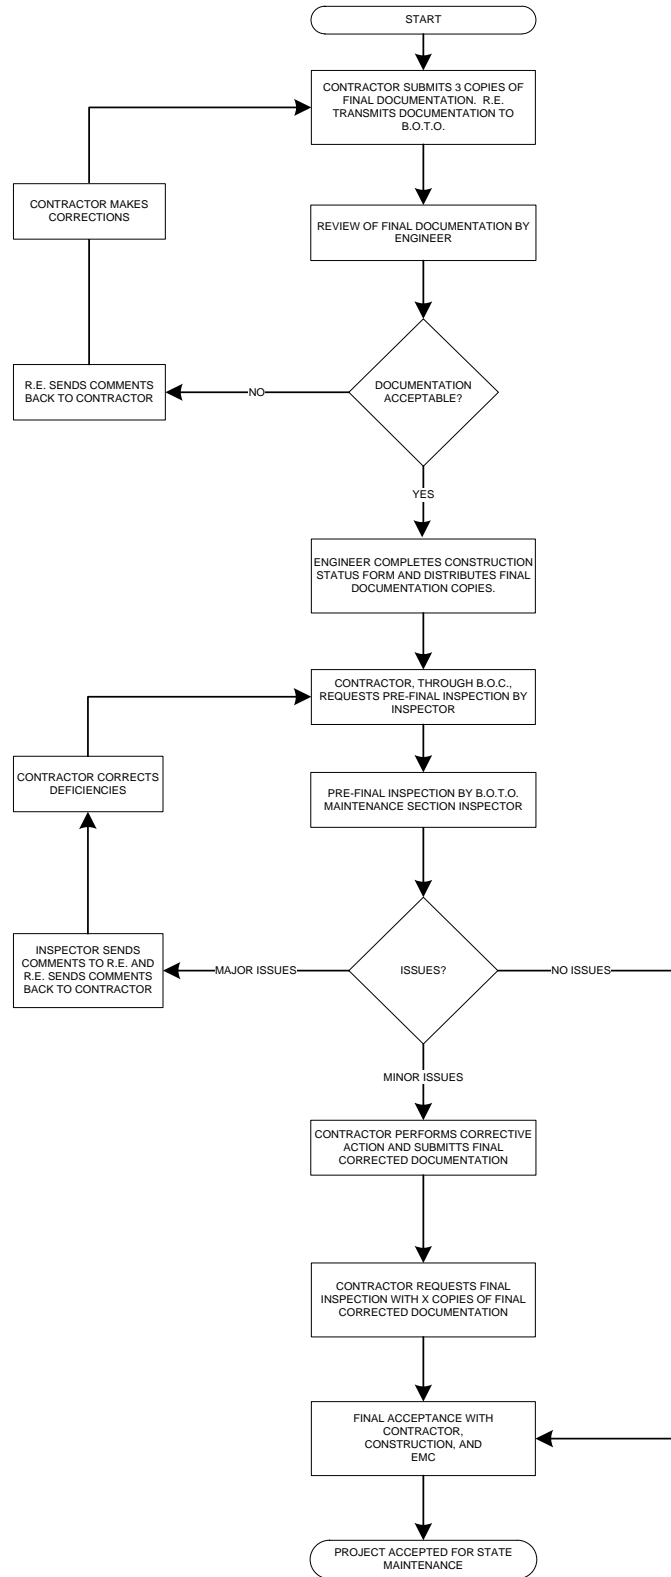 START
CONTRACTOR SUBMITS 3 COPIES OF
FINAL DOCUMENTATION.  R.E.
TRANSMITS DOCUMENTATION TO
B.O.T.O.
CONTRACTOR MAKES
CORRECTIONS
REVIEW OF FINAL DOCUMENTATION BY
ENGINEER
R.E. SENDS COMMENTS
BACK TO CONTRACTOR
NO
DOCUMENTATION
ACCEPTABLE?
YES
ENGINEER COMPLETES CONSTRUCTION
STATUS FORM AND DISTRIBUTES FINAL
DOCUMENTATION COPIES.
CONTRACTOR, THROUGH B.O.C.,
REQUESTS PRE-FINAL INSPECTION BY
INSPECTOR
CONTRACTOR CORRECTS
DEFICIENCIES
PRE-FINAL INSPECTION BY B.O.T.O.
MAINTENANCE SECTION INSPECTOR
INSPECTOR SENDS
COMMENTS TO R.E. AND
R.E. SENDS COMMENTS
BACK TO CONTRACTOR
MAJOR ISSUES
ISSUES?
NO ISSUES
MINOR ISSUES
CONTRACTOR PERFORMS CORRECTIVE
ACTION AND SUBMITTS FINAL
CORRECTED DOCUMENTATION
CONTRACTOR REQUESTS FINAL
INSPECTION WITH X COPIES OF FINAL
CORRECTED DOCUMENTATION
FINAL ACCEPTANCE WITH
CONTRACTOR,
CONSTRUCTION, AND
EMC
PROJECT ACCEPTED FOR STATE
MAINTENANCE